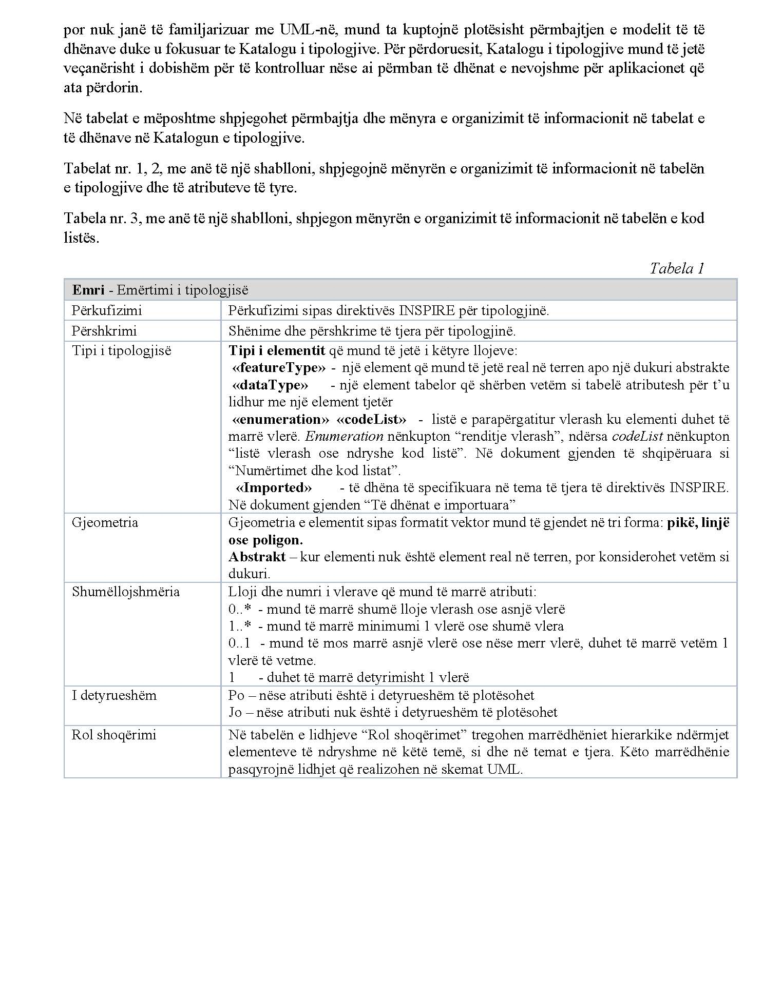 por nuk janë të familjarizuar me UML-në, mund ta kuptojnë plotësisht përmbajtjen e modelit të të
dhënave duke u fokusuar te Katalogu i tipologjive. Për përdoruesit, Katalogu i tipologjive mund të jetë
veçanërisht i dobishëm për të kontrolluar nëse ai përmban të dhënat e nevojshme për aplikacionet që
ata përdorin.
Në tabelat e mëposhtme shpjegohet përmbajtja dhe mënyra e organizimit të informacionit në tabelat e
të dhënave në Katalogun e tipologjive.
Tabelat nr. 1, 2, me anë të një shablloni, shpjegojnë mënyrën e organizimit të informacionit në tabelën
e tipologjive dhe të atributeve të tyre.
Tabela nr. 3, me anë të një shablloni, shpjegon mënyrën e organizimit të informacionit në tabelën e kod
listës.
Tabela 1
Emri - Emërtimi i tipologjisë
Përkufizimi
Përkufizimi sipas direktivës INSPIRE për tipologjinë.
Përshkrimi
Shënime dhe përshkrime të tjera për tipologjinë.
Tipi i tipologjisë
Tipi i elementit që mund të jetë i këtyre llojeve:
«featureType» - një element që mund të jetë real në terren apo një dukuri abstrakte
«dataType» - një element tabelor që shërben vetëm si tabelë atributesh për t’u
lidhur me një element tjetër
«enumeration» «codeList» - listë e parapërgatitur vlerash ku elementi duhet të
marrë vlerë. Enumeration nënkupton “renditje vlerash”, ndërsa codeList nënkupton
“listë vlerash ose ndryshe kod listë”. Në dokument gjenden të shqipëruara si
“Numërtimet dhe kod listat”.
«Imported» - të dhëna të specifikuara në tema të tjera të direktivës INSPIRE.
Në dokument gjenden “Të dhënat e importuara”
Gjeometria
Gjeometria e elementit sipas formatit vektor mund të gjendet në tri forma: pikë, linjë
ose poligon.
Abstrakt – kur elementi nuk është element real në terren, por konsiderohet vetëm si
dukuri.
Shumëllojshmëria
Lloji dhe numri i vlerave që mund të marrë atributi:
0..* - mund të marrë shumë lloje vlerash ose asnjë vlerë
1..* - mund të marrë minimumi 1 vlerë ose shumë vlera
0..1 - mund të mos marrë asnjë vlerë ose nëse merr vlerë, duhet të marrë vetëm 1
vlerë të vetme.
1 - duhet të marrë detyrimisht 1 vlerë
I detyrueshëm
Po – nëse atributi është i detyrueshëm të plotësohet
Jo – nëse atributi nuk është i detyrueshëm të plotësohet
Rol shoqërimi
Në tabelën e lidhjeve “Rol shoqërimet” tregohen marrëdhëniet hierarkike ndërmjet
elementeve të ndryshme në këtë temë, si dhe në temat e tjera. Këto marrëdhënie
pasqyrojnë lidhjet që realizohen në skemat UML.